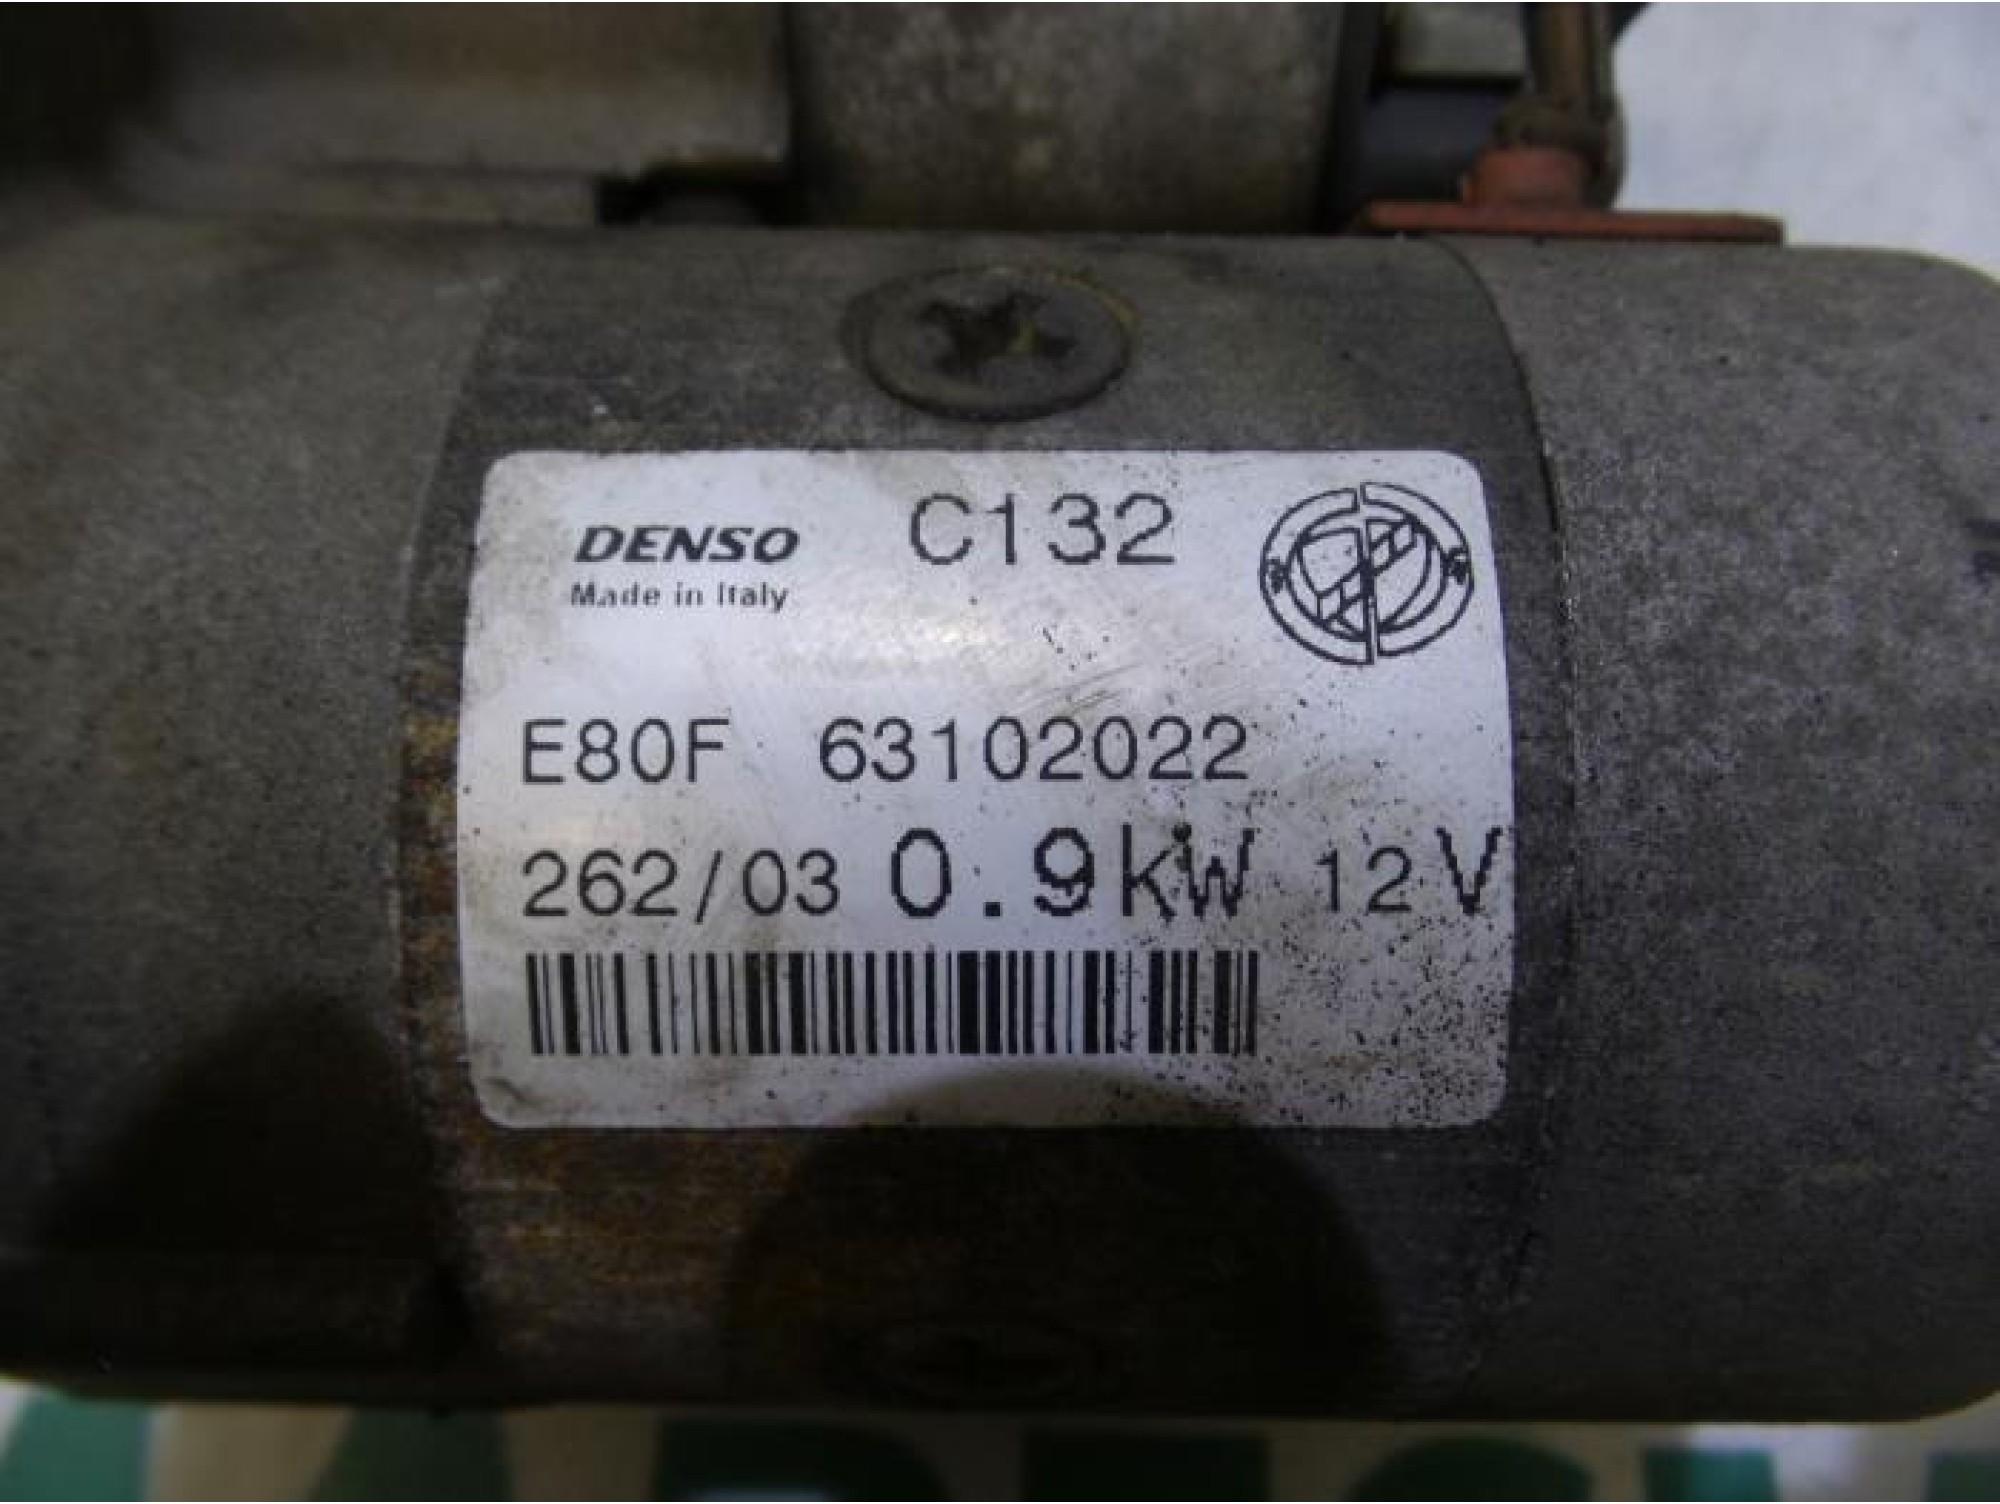 DENSO C132
Made in Italy
E80F 63102022
262/03 0.9kW 12V